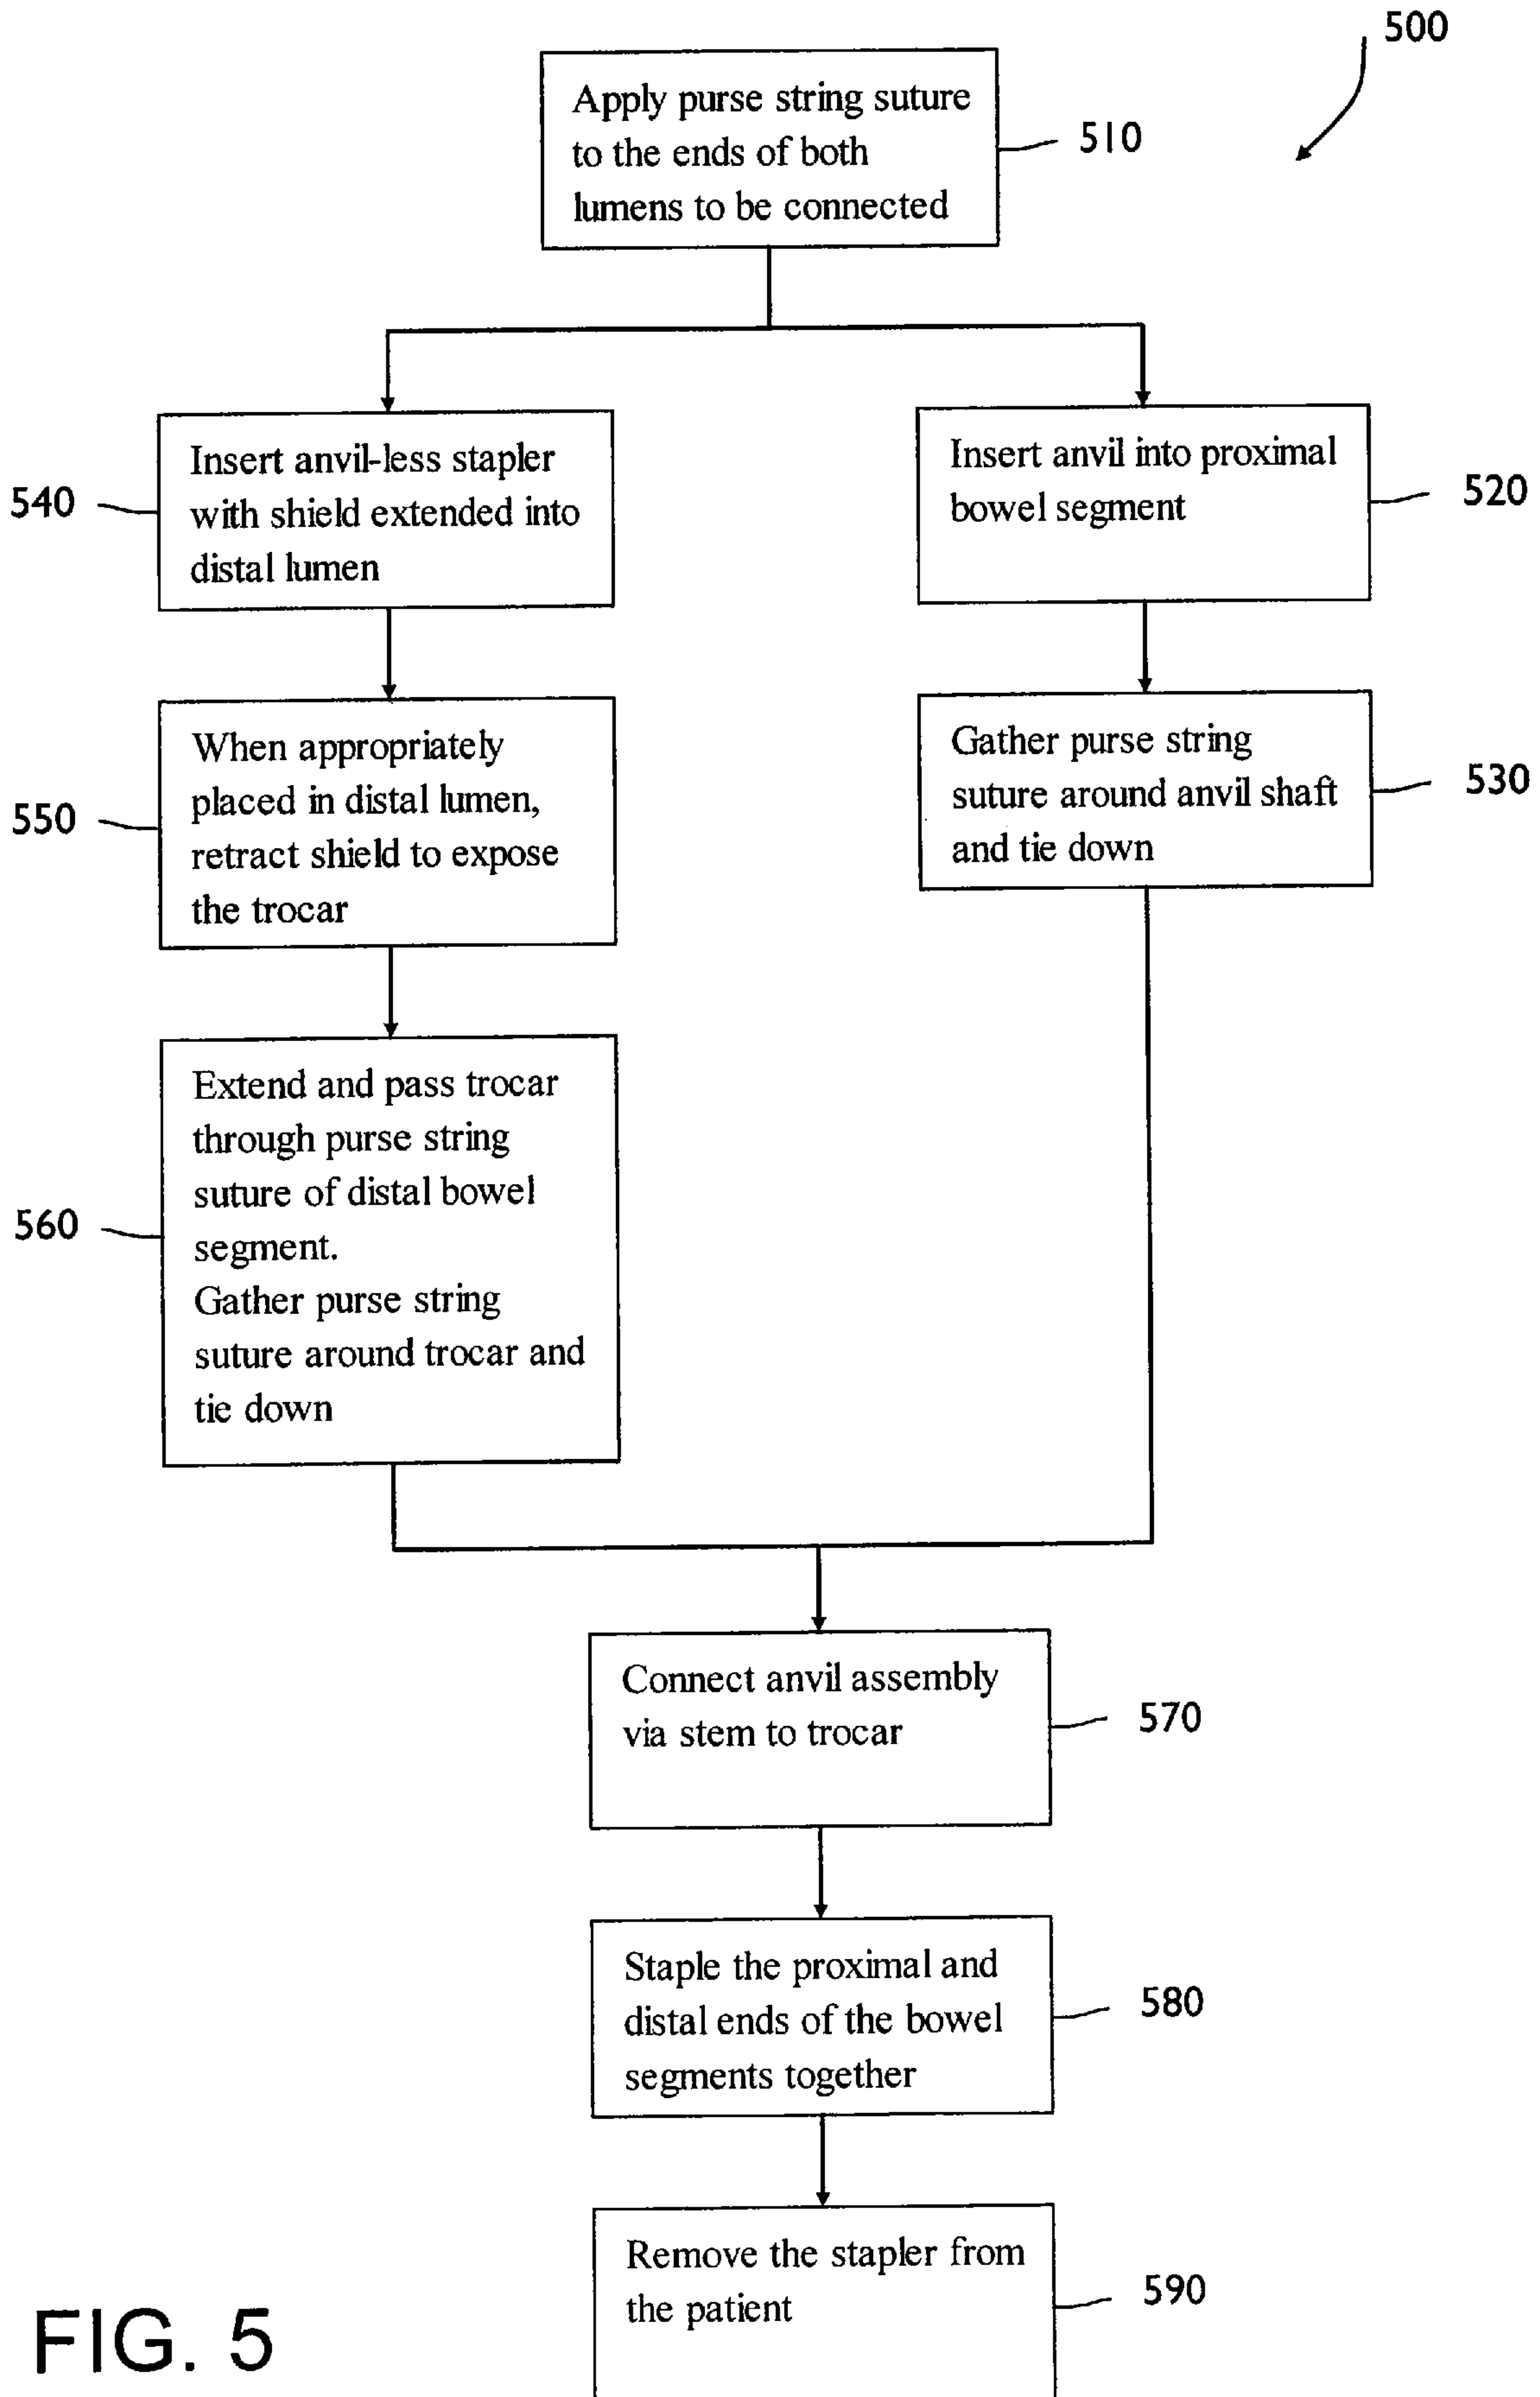 500
Apply purse string suture
to the ends of both
lumens to be connected
510
Insert anvil-less stapler
with shield extended into
distal lumen
540
Insert anvil into proximal
bowel segment
520
When appropriately
placed in distal lumen,
retract shield to expose
the trocar
550
Gather purse string
suture around anvil shaft
and tie down
530
Extend and pass trocar
through purse string
suture of distal bowel
segment.
Gather purse string
suture around trocar and
tie down
560
Connect anvil assembly
via stem to trocar
570
Staple the proximal and
distal ends of the bowel
segments together
580
Remove the stapler from
the patient
590
FIG. 5